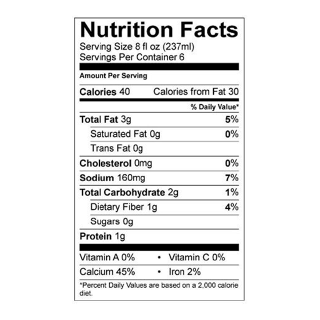 Nutrition Facts
Serving Size 8 fl oz (237ml)
Servings Per Container 6
Amount Per Serving
Calories 40 Calories from Fat 30
% Daily Value*
Total Fat 3g 5%
Saturated Fat 0g 0%
Trans Fat 0g
Cholesterol 0mg 0%
Sodium 160mg 7%
Total Carbohydrate 2g 1%
Dietary Fiber 1g 4%
Sugars 0g
Protein 1g
Vitamin A 0% • Vitamin C 0%
Calcium 45% • Iron 2%
*Percent Daily Values are based on a 2,000 calorie
diet.